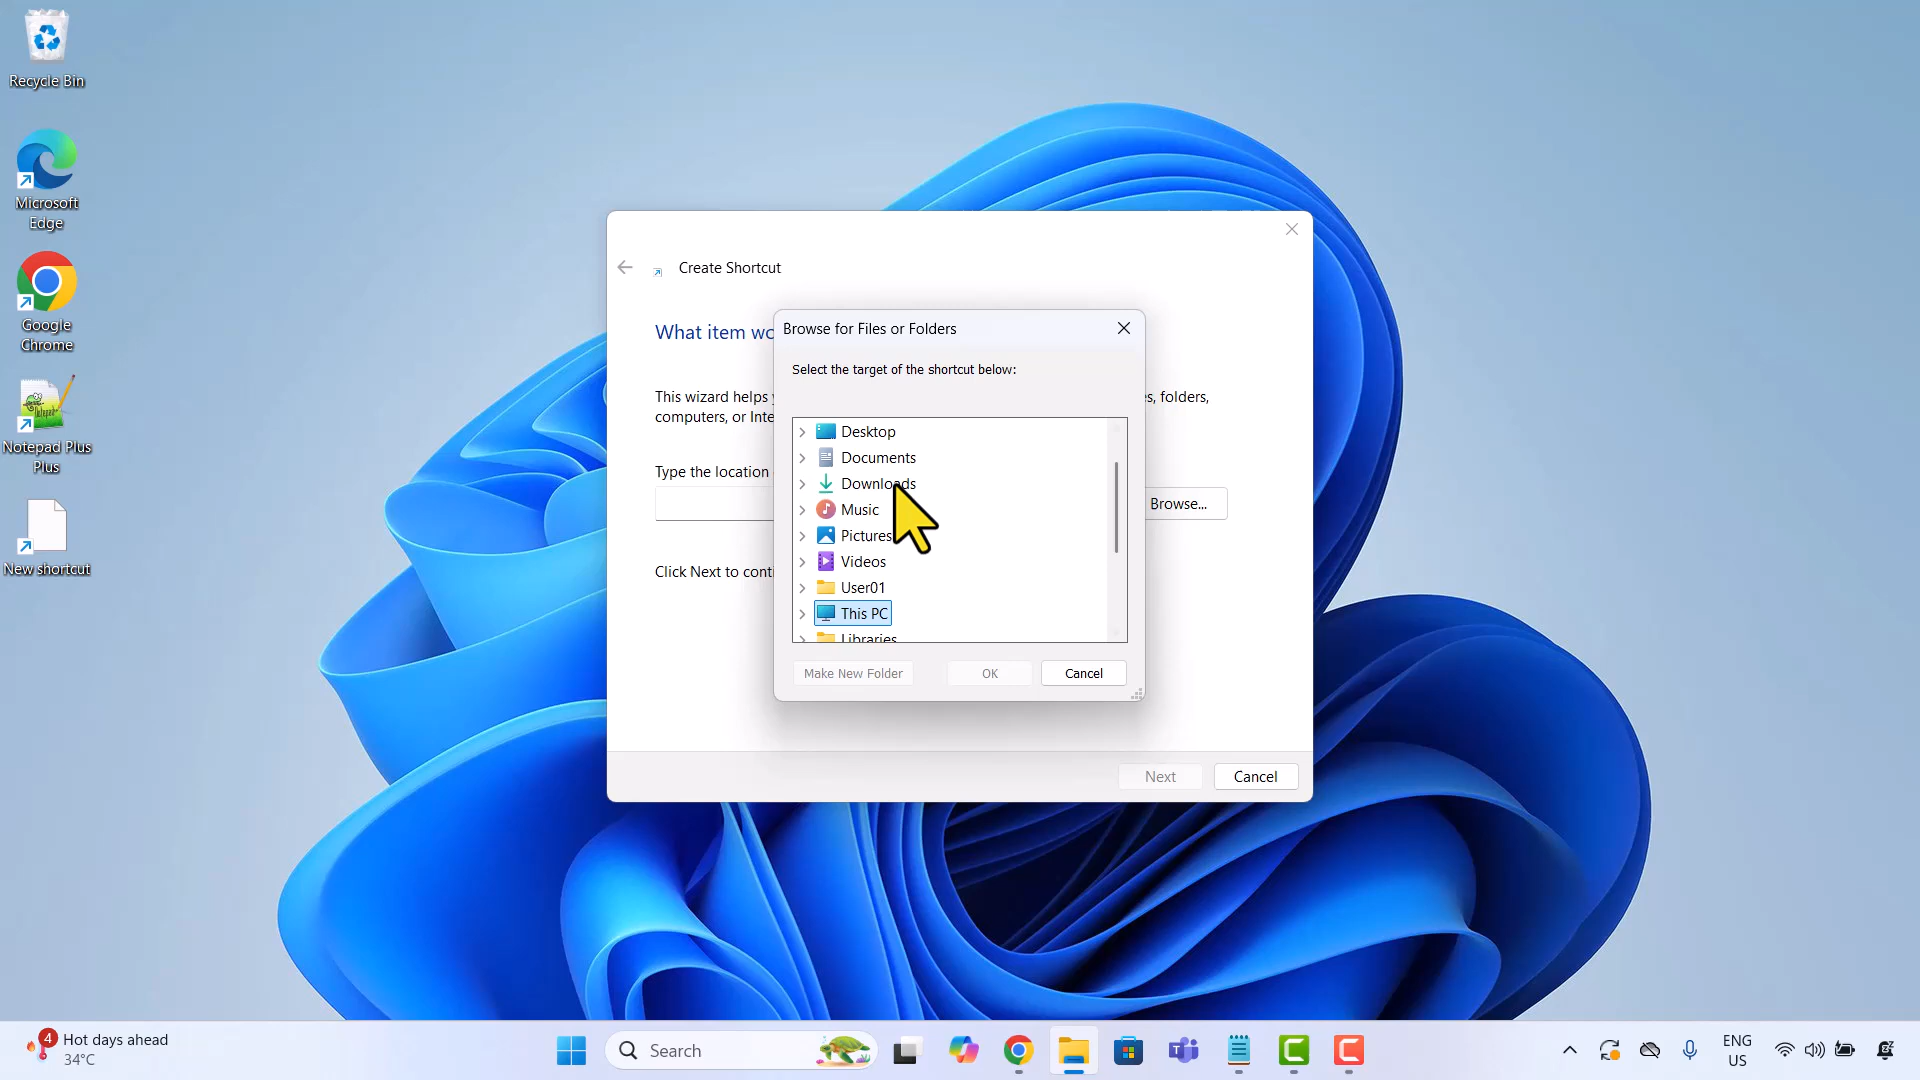 Recycle Bin
Microsoft
Edge
Google
Chrome
Notepad Plus
Plus
New shortcut
Create Shortcut
What item wo
This wizard helps
s, folders,
computers, or Inte
Type the location
Browse...
Click Next to conti
Next
Cancel
Browse for Files or Folders
Select the target of the shortcut below:
Desktop
Documents
Downloads
Music
Pictures
Videos
User01
This PC
Libraries
Make New Folder
OK
Cancel
4
Hot days ahead
34°C
Search
ENG
US